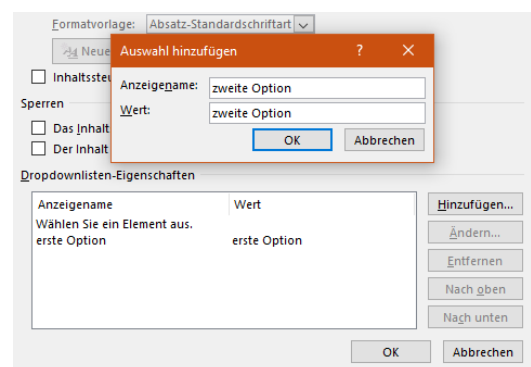 Formatvorlage: Absatz-Standardschriftart
Neue
Auswahl hinzufügen ? ×
Inhaltssteu
Anzeigename: zweite Option
Sperren
Wert: zweite Option
Das Inhalt
Der Inhalt
OK Abbrechen
Dropdownlisten-Eigenschaften
Anzeigename Wert
Wählen Sie ein Element aus.
erste Option erste Option
Hinzufügen...
Ändern...
Entfernen
Nach oben
Nach unten
OK Abbrechen